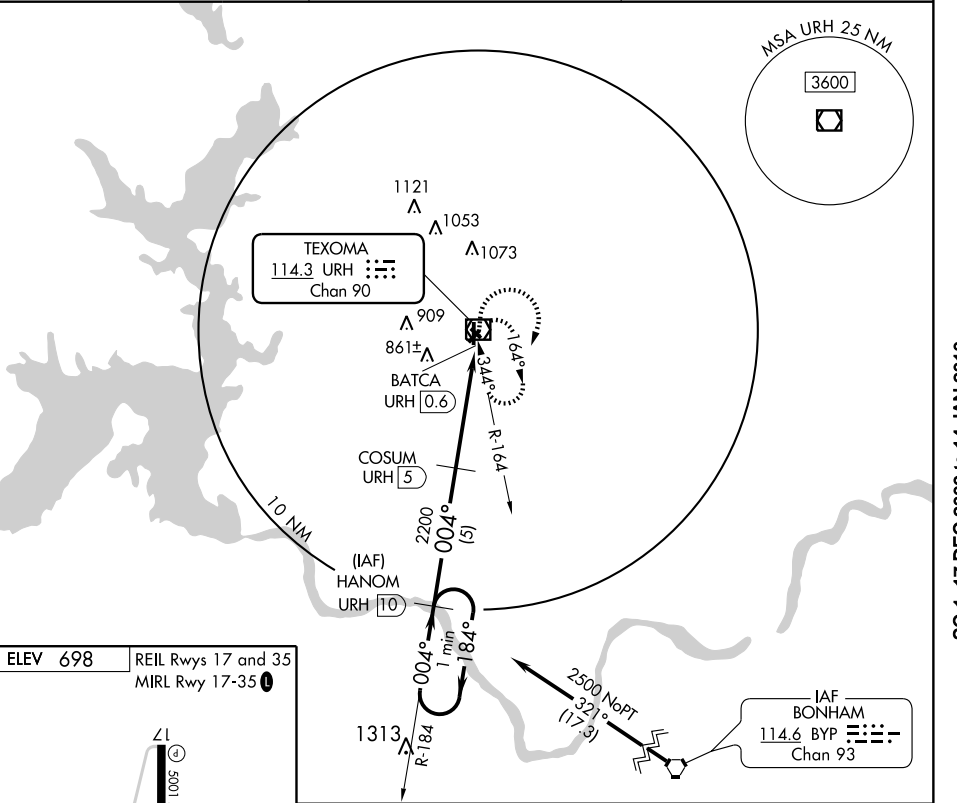 MSA URH 25 NM
3600
1121
1053
1073
TEXOMA
114.3 URH
Chan 90
909
861±
BATCA
URH 0.6
164°
344°
R-164
COSUM
URH 5
2200
004°
(5)
10 NM
(IAF)
HANOM
URH 10
004°
1 min
184°
1313
R-184
2500 NoPT
321°
(17.3)
IAF
BONHAM
114.6 BYP
Chan 93
ELEV 698
REIL Rwys 17 and 35
MIRL Rwy 17-35 L
17
P
5001